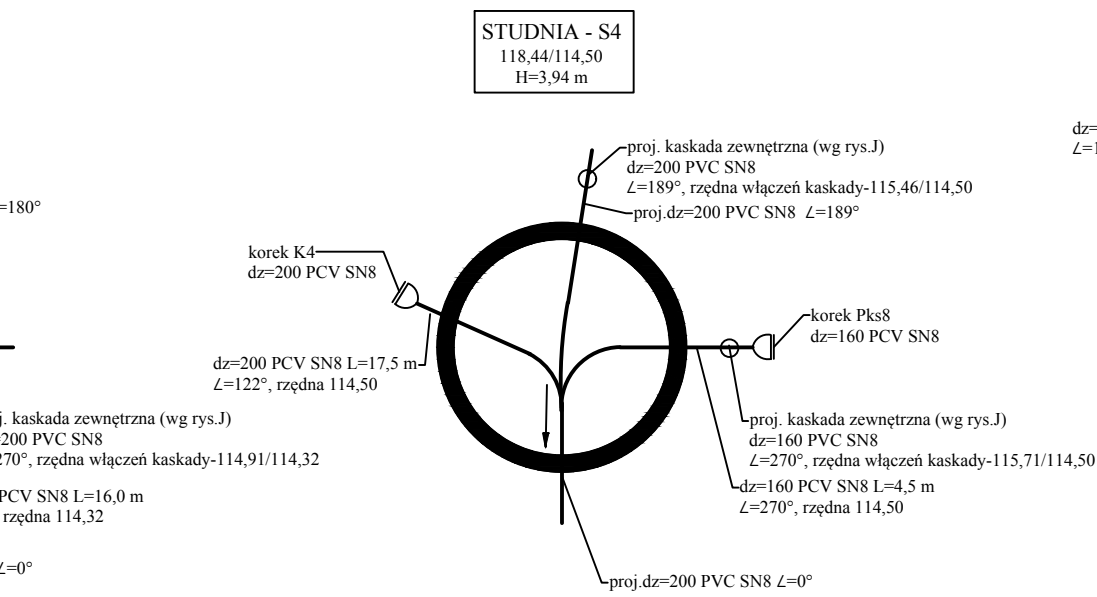 STUDNIA - S4
118,44/114,50
H=3,94 m
proj. kaskada zewnętrzna (wg rys.J)
dz=200 PVC SN8
∠=189°, rzędna włączeń kaskady-115,46/114,50
proj.dz=200 PVC SN8 ∠=189°
dz=
∠=1
=180°
korek K4
dz=200 PCV SN8
korek Pks8
dz=160 PCV SN8
dz=200 PCV SN8 L=17,5 m
∠=122°, rzędna 114,50
j. kaskada zewnętrzna (wg rys.J)
=200 PVC SN8
270°, rzędna włączeń kaskady-114,91/114,32
PCV SN8 L=16,0 m
rzędna 114,32
∠=0°
proj. kaskada zewnętrzna (wg rys.J)
dz=160 PVC SN8
∠=270°, rzędna włączeń kaskady-115,71/114,50
dz=160 PCV SN8 L=4,5 m
∠=270°, rzędna 114,50
proj.dz=200 PVC SN8 ∠=0°